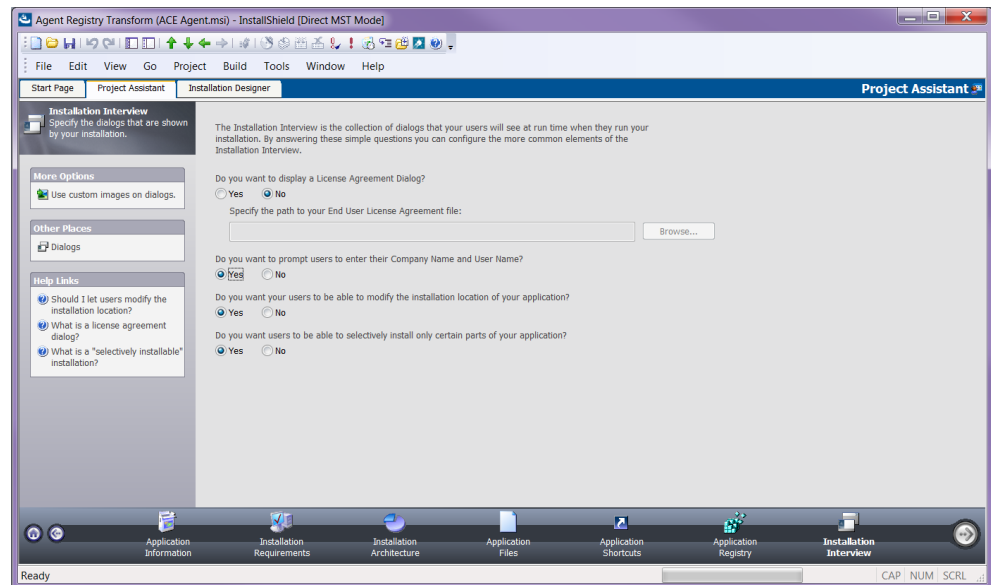 Agent Registry Transform (ACE Agent.msi) - InstallShield [Direct MST Mode]
File Edit View Go Project Build Tools Window Help
Start Page Project Assistant Installation Designer Project Assistant
Installation Interview
Specify the dialogs that are shown
by your installation.
The Installation Interview is the collection of dialogs that your users will see at run time when they run your
installation. By answering these simple questions you can configure the more common elements of the
Installation Interview.
More Options
Use custom images on dialogs.
Other Places
Dialogs
Help Links
Should I let users modify the
installation location?
What is a license agreement
dialog?
What is a "selectively installable"
installation?
Do you want to display a License Agreement Dialog?
Yes No
Specify the path to your End User License Agreement file:
Browse...
Do you want to prompt users to enter their Company Name and User Name?
Yes No
Do you want your users to be able to modify the installation location of your application?
Yes No
Do you want users to be able to selectively install only certain parts of your application?
Yes No
Application Information
Installation Requirements
Installation Architecture
Application Files
Application Shortcuts
Application Registry
Installation Interview
Ready CAP NUM SCRL